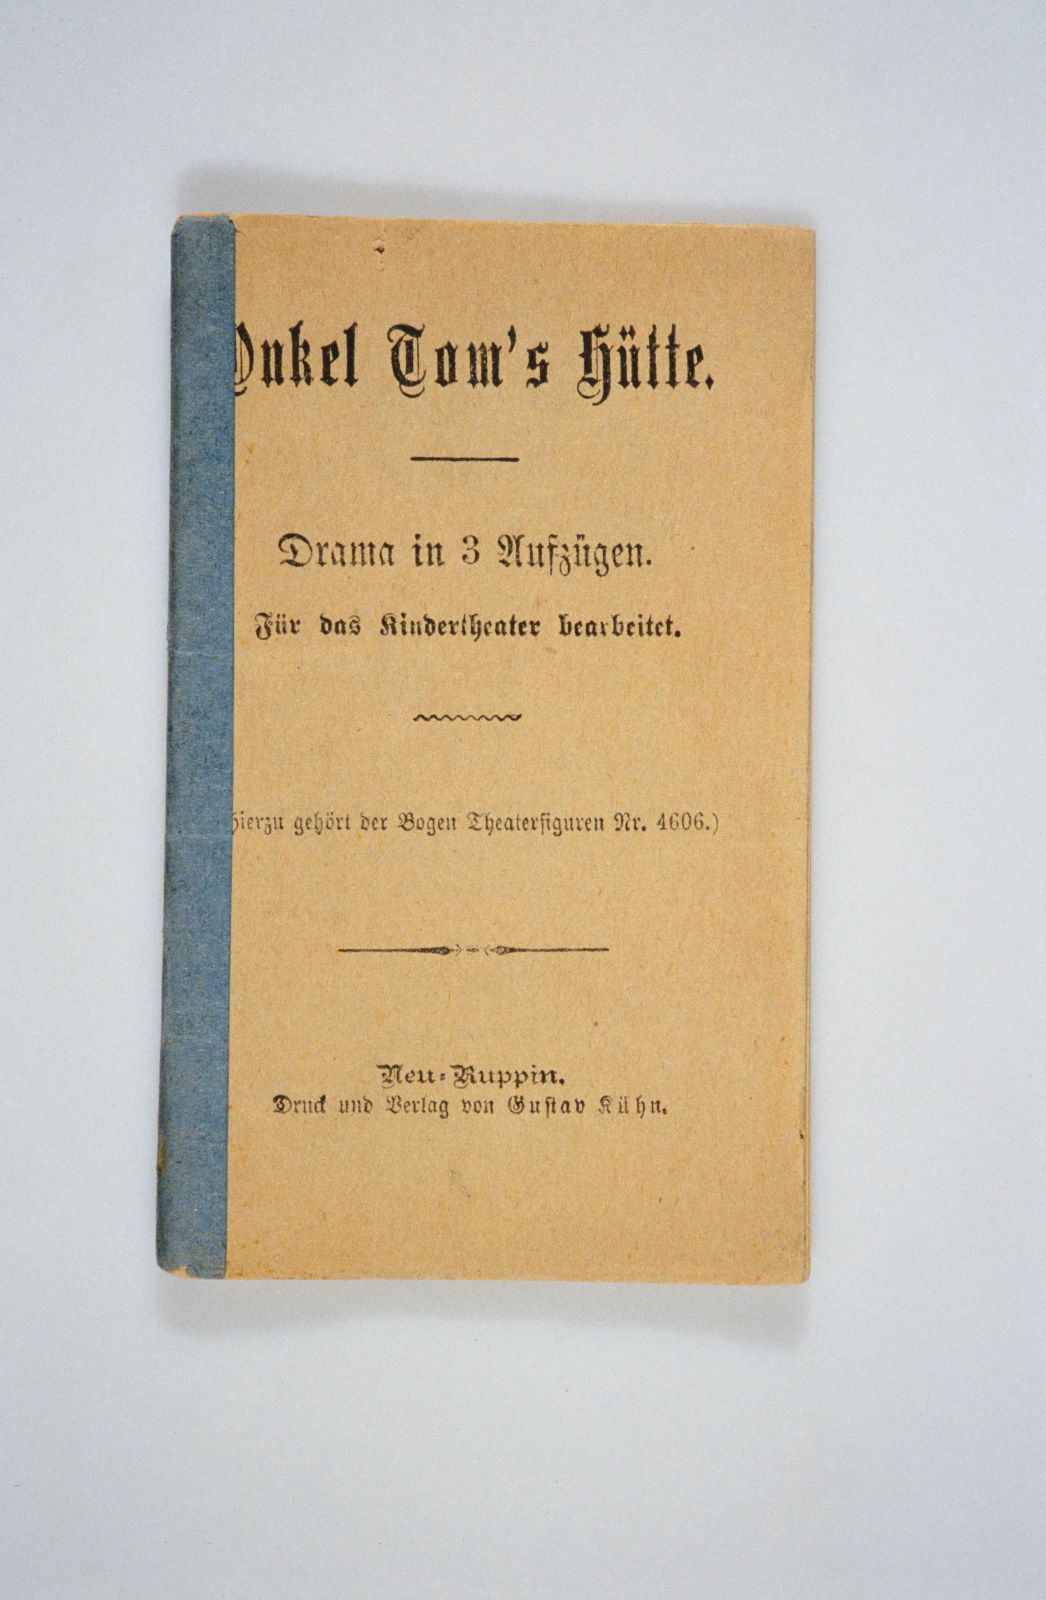 Onkel Tom's Hütte.
Drama in 3 Aufzügen.
Für das Kindertheater bearbeitet.
hierzu gehört der Bogen Theaterfiguren Nr. 4606.)
Neu-Ruppin.
Druck und Verlag von Gustav Kühn.